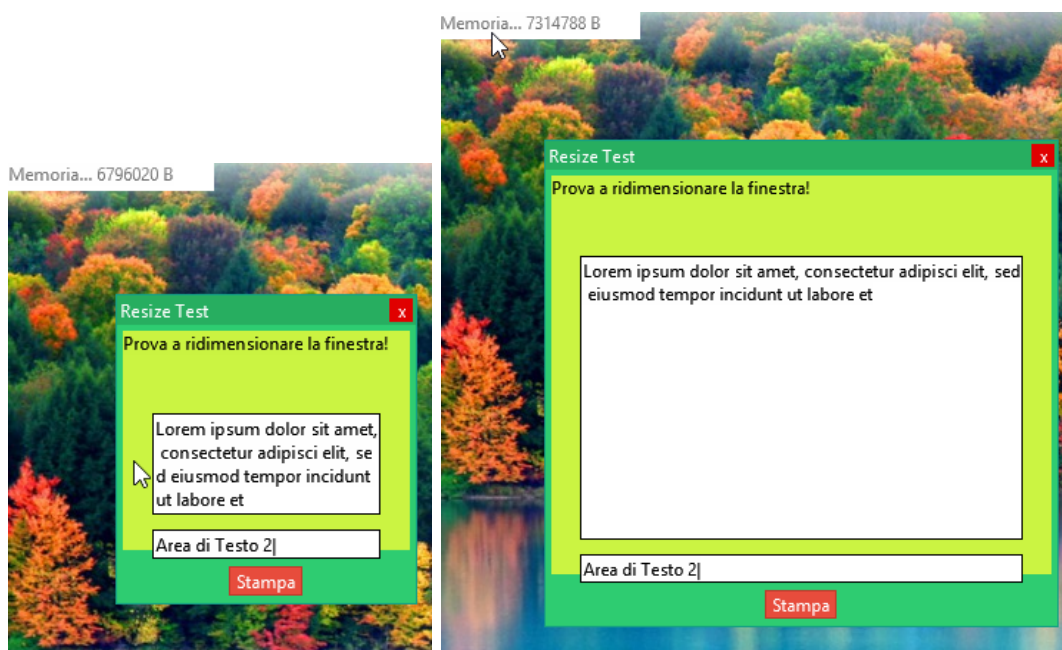 Memoria... 6796020 B
Resize Test
x
Prova a ridimensionare la finestra!
Lorem ipsum dolor sit amet,
consectetur adipisci elit, se
d eiusmod tempor incidunt
ut labore et
Area di Testo 2|
Stampa
Memoria... 7314788 B
Resize Test
x
Prova a ridimensionare la finestra!
Lorem ipsum dolor sit amet, consectetur adipisci elit, sed
eiusmod tempor incidunt ut labore et
Area di Testo 2|
Stampa